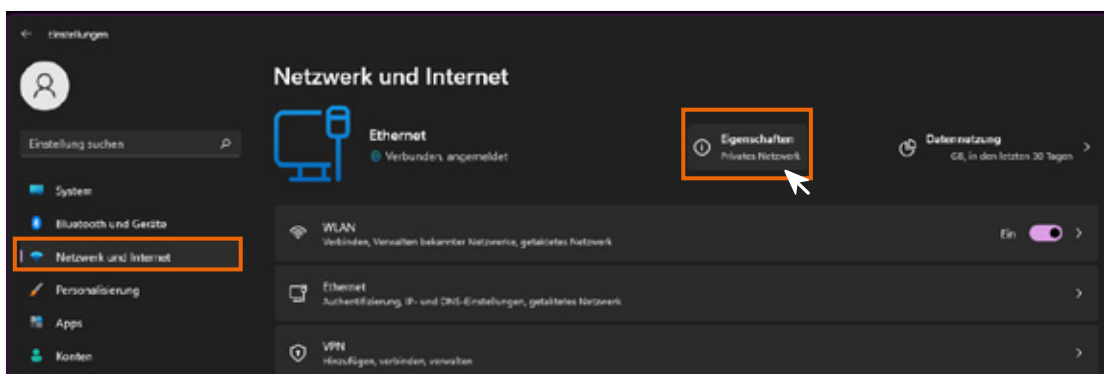 Einstellungen
Netzwerk und Internet
Einstellung suchen
Ethernet
Verbunden, angemeldet
Eigenschaften
Privates Netzwerk
Datennutzung
GB, in den letzten 30 Tagen
System
Bluetooth und Geräte
Netzwerk und Internet
Personalisierung
Apps
Konten
WLAN
Verbinden, Verwalten bekannter Netzwerke, getaktetes Netzwerk
Ein
Ethernet
Authentifizierung, IP- und DNS-Einstellungen, getaktetes Netzwerk
VPN
Hinzufügen, verbinden, verwalten